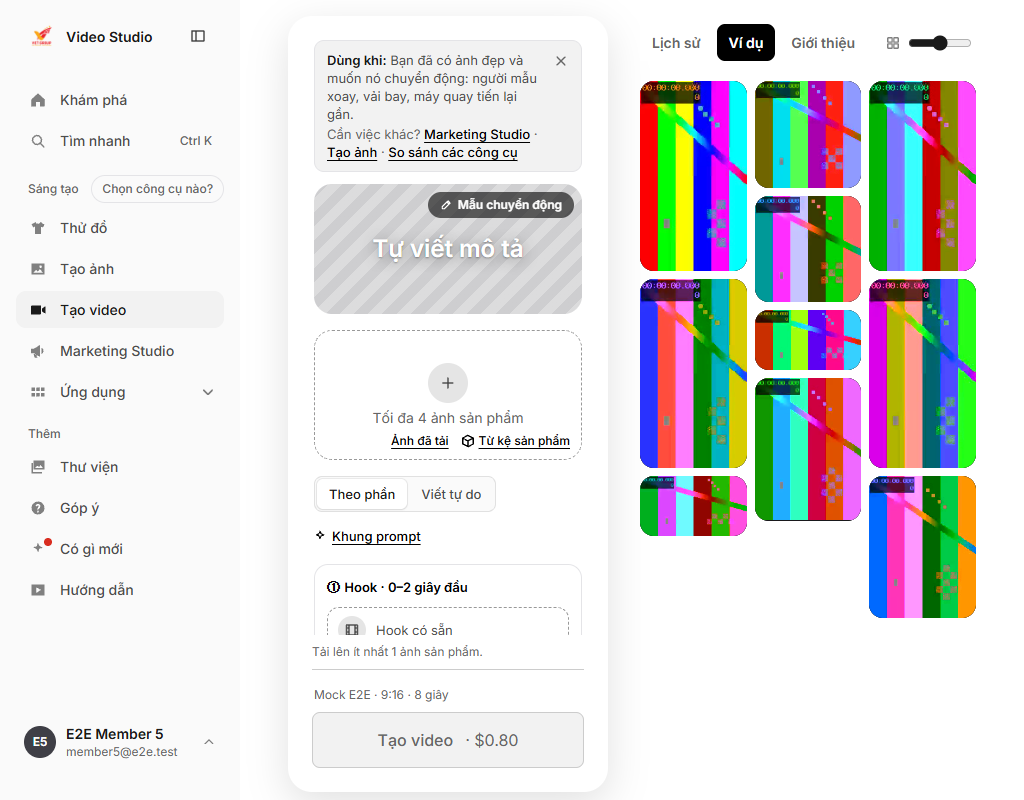 Video Studio
Khám phá
Tìm nhanh
Ctrl K
Sáng tạo
Chọn công cụ nào?
Thử đồ
Tạo ảnh
Tạo video
Marketing Studio
Ứng dụng
Thêm
Thư viện
Góp ý
Có gì mới
Hướng dẫn
E5
E2E Member 5
member5@e2e.test
Dùng khi: Bạn đã có ảnh đẹp và
muốn nó chuyển động: người mẫu
xoay, vải bay, máy quay tiến lại
gần.
Cần việc khác? Marketing Studio ·
Tạo ảnh · So sánh các công cụ
Mẫu chuyển động
Tự viết mô tả
Tối đa 4 ảnh sản phẩm
Ảnh đã tải
Từ kệ sản phẩm
Theo phần
Viết tự do
Khung prompt
Hook · 0–2 giây đầu
Hook có sẵn
Tải lên ít nhất 1 ảnh sản phẩm.
Mock E2E · 9:16 · 8 giây
Tạo video · $0.80
Lịch sử
Ví dụ
Giới thiệu